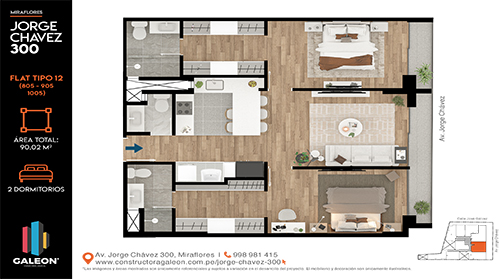 MIRAFLORES
JORGE
CHAVEZ
300
FLAT TIPO 12
(805 - 905
1005)
ÁREA TOTAL:
90,02 M²
2 DORMITORIOS
GALEON
Av. Jorge Chávez
Av. Jorge Chávez 300, Miraflores I 998 981 415
www.constructoragaleon.com.pe/jorge-chavez-300